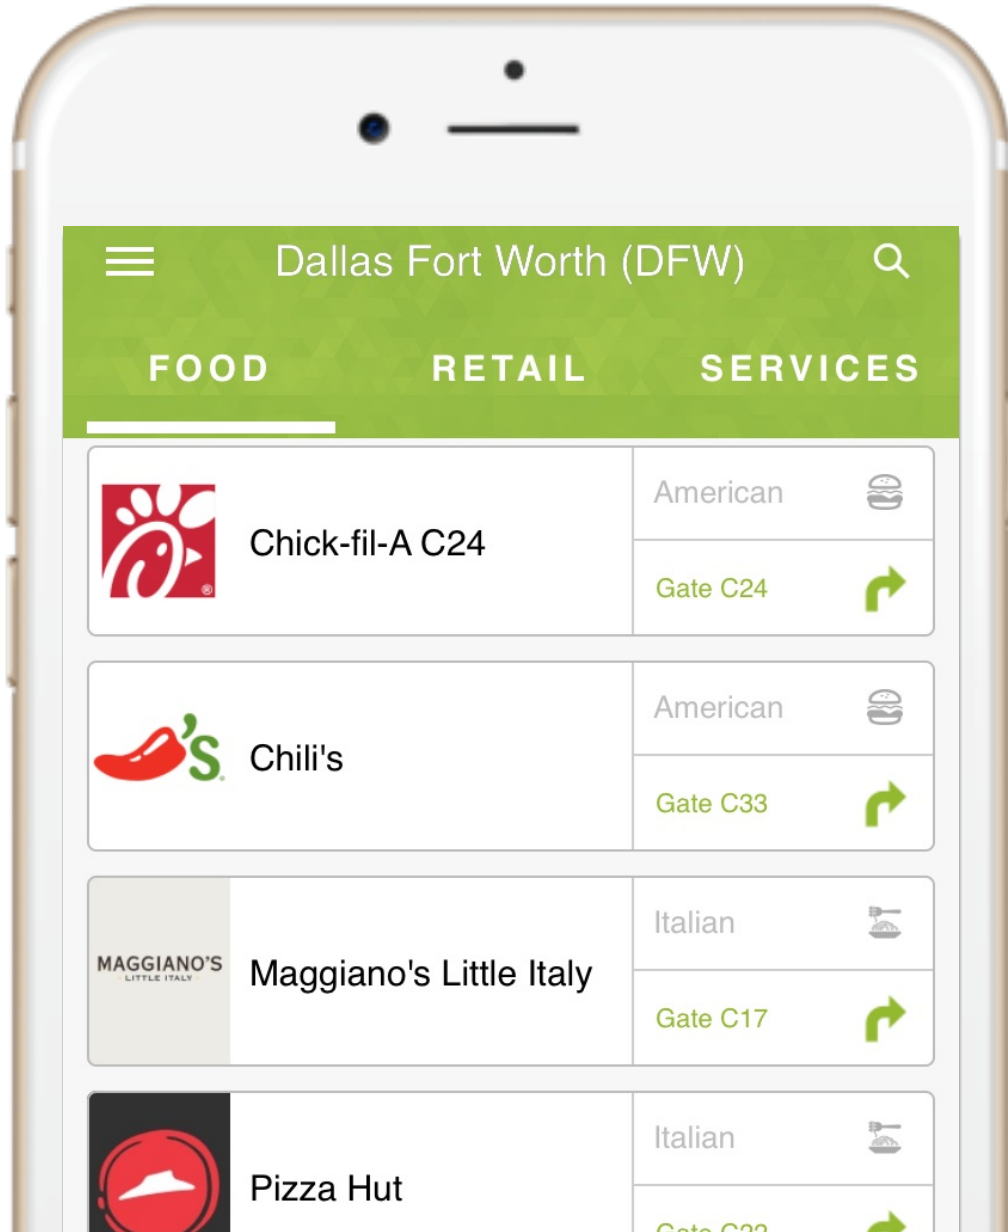 Dallas Fort Worth (DFW)
FOOD RETAIL SERVICES
Chick-fil-A C24
American
Gate C24
®
'S
Chili's
American
Gate C33
MAGGIANO'S
LITTLE ITALY
Maggiano's Little Italy
Italian
Gate C17
Pizza Hut
Italian
Gate